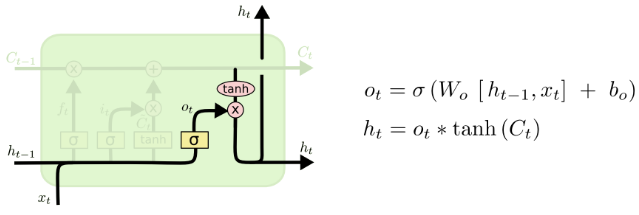 h_t
C_{t-1}
C_t
x
+
tanh
f_t
i_t
o_t
x
x
C̃_t
σ
σ
tanh
σ
h_{t-1}
h_t
x_t
o_t = σ (W_o [h_{t-1}, x_t] + b_o)
h_t = o_t * tanh (C_t)